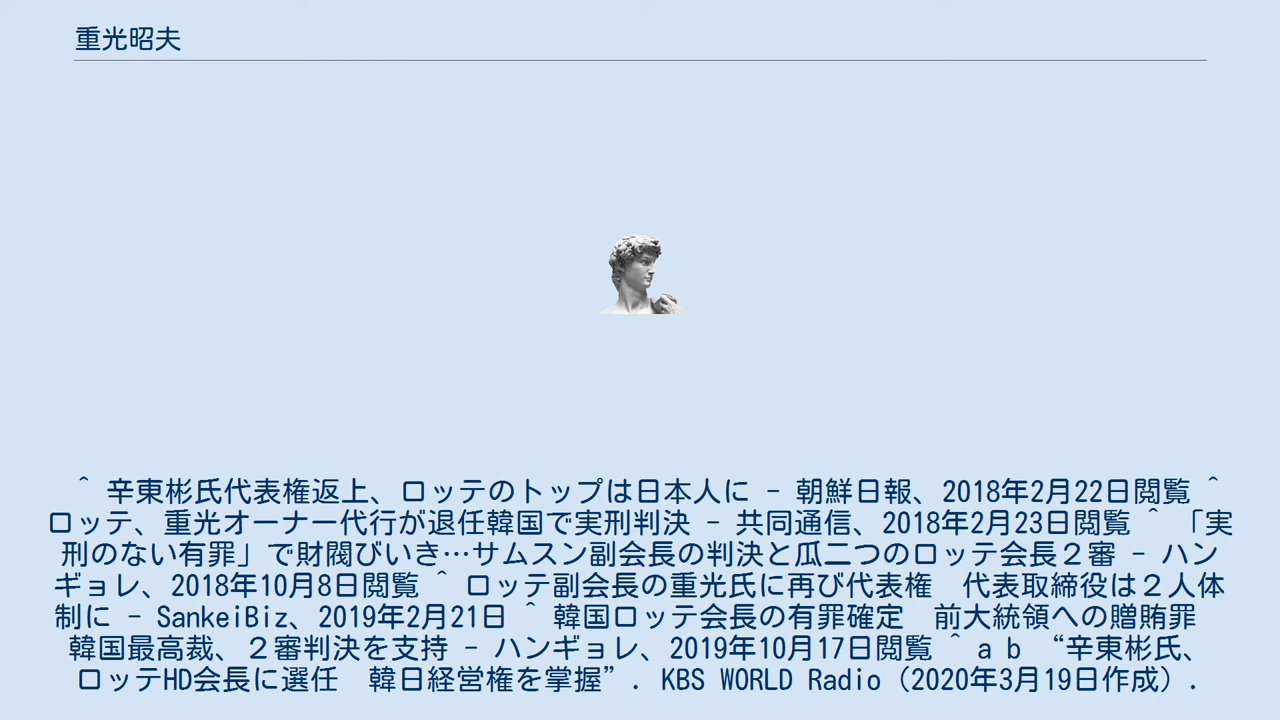 重光昭夫
^ 辛東彬氏代表権返上、ロッテのトップは日本人に - 朝鮮日報、2018年2月22日閲覧 ^
ロッテ、重光オーナー代行が退任韓国で実刑判決 - 共同通信、2018年2月23日閲覧 ^ 「実
刑のない有罪」で財閥びいき…サムスン副会長の判決と瓜二つのロッテ会長２審 - ハン
ギョレ、2018年10月8日閲覧 ^ ロッテ副会長の重光氏に再び代表権　代表取締役は２人体
制に - SankeiBiz、2019年2月21日 ^ 韓国ロッテ会長の有罪確定　前大統領への贈賄罪
韓国最高裁、２審判決を支持 - ハンギョレ、2019年10月17日閲覧 ^ a b “辛東彬氏、
ロッテHD会長に選任　韓日経営権を掌握”. KBS WORLD Radio (2020年3月19日作成).